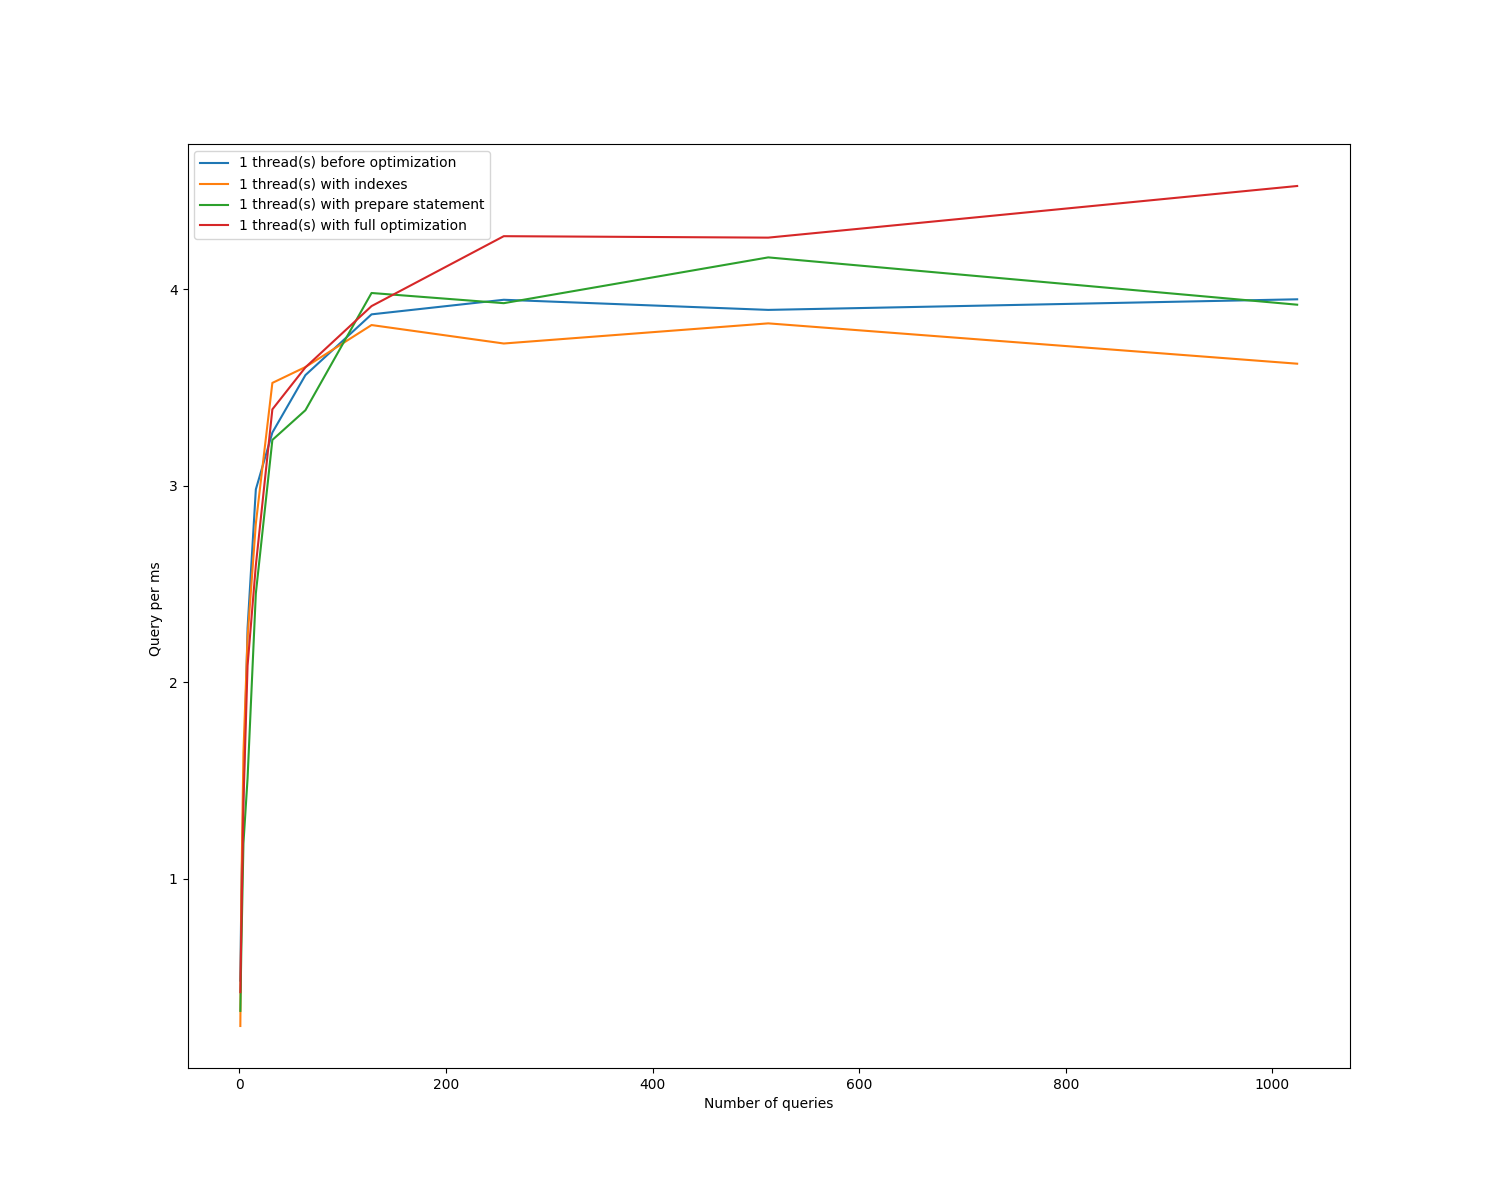 1 thread(s) before optimization
1 thread(s) with indexes
1 thread(s) with prepare statement
1 thread(s) with full optimization
4
3
2
1
Query per ms
0 200 400 600 800 1000
Number of queries